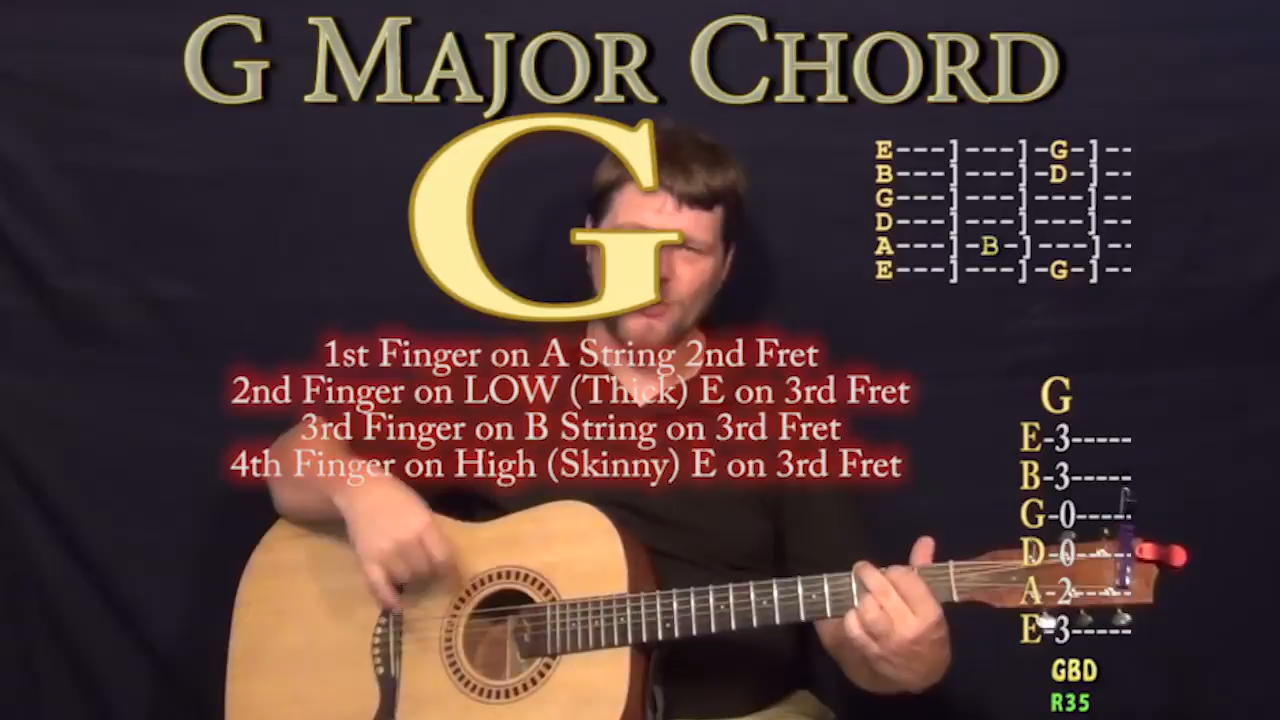 G MAJOR CHORD
G
E---]---]-G-]--
B---]---]-D-]--
G---]---]---]--
D---]---]---]--
A---]-B-]---]--
E---]---]-G-]--
1st Finger on A String 2nd Fret
2nd Finger on LOW (Thick) E on 3rd Fret
3rd Finger on B String on 3rd Fret
4th Finger on High (Skinny) E on 3rd Fret
G
E-3-----
B-3-----
G-0-----
D-0-----
A-2-----
E-3-----
GBD
R35